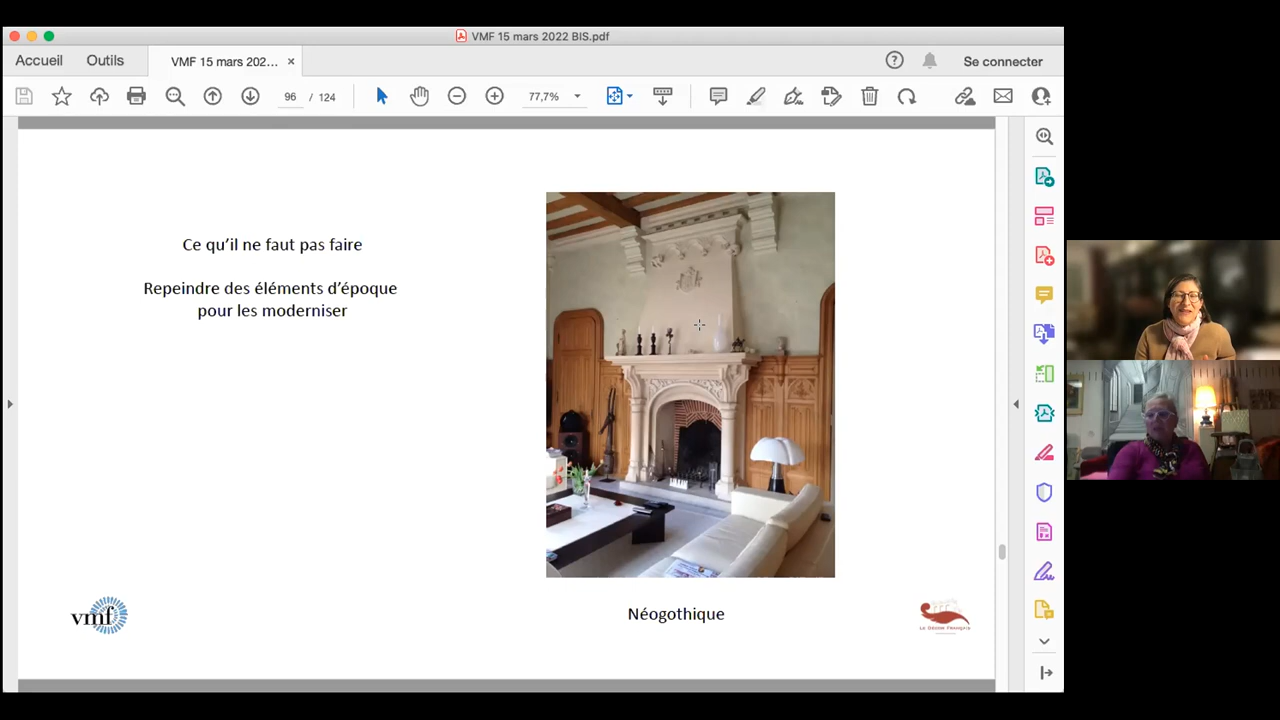 VMF 15 mars 2022 BIS.pdf
Accueil
Outils
VMF 15 mars 202...
Se connecter
96 / 124
77,7%
Ce qu'il ne faut pas faire
Repeindre des éléments d'époque
pour les moderniser
Néogothique
vmf